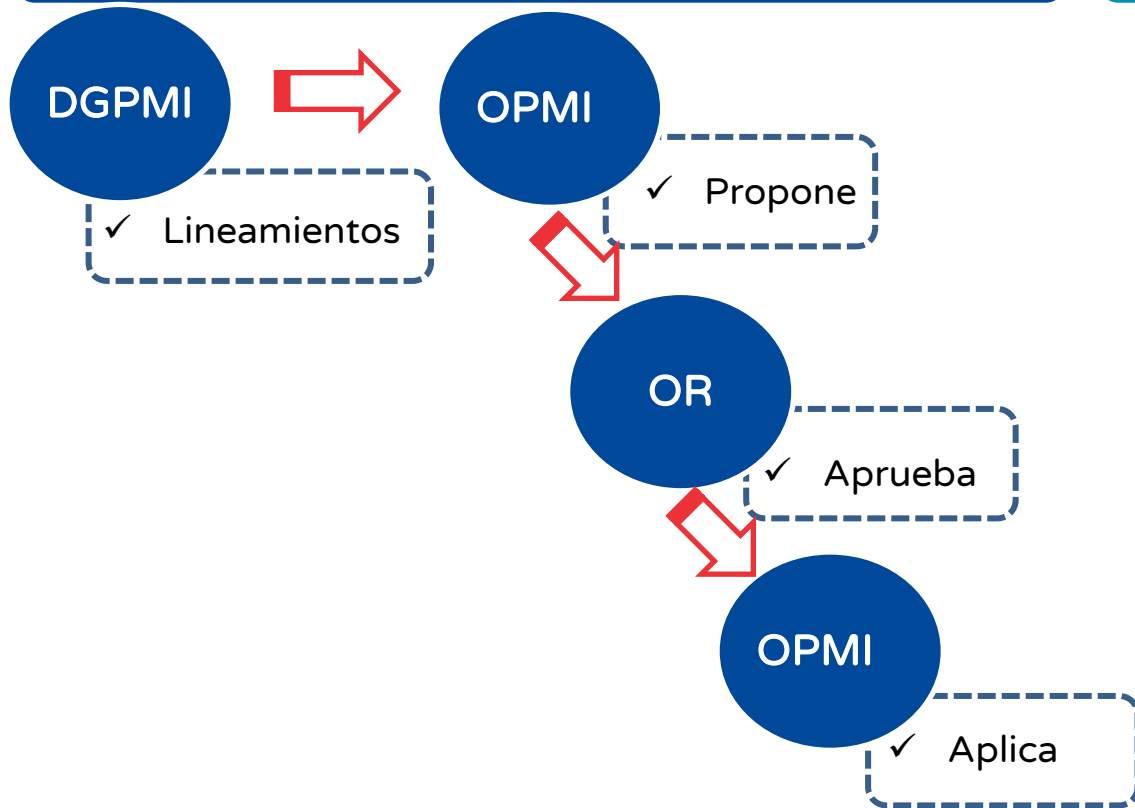 DGPMI
OPMI
✓ Propone
✓ Lineamientos
OR
✓ Aprueba
OPMI
✓ Aplica